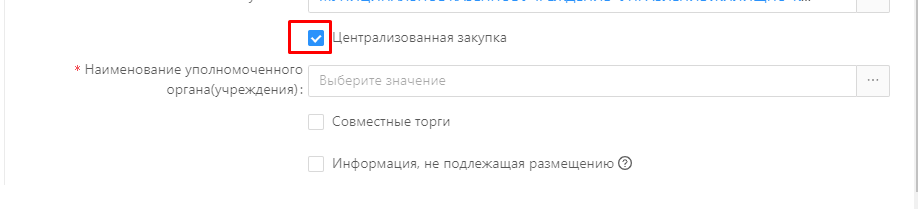 Централизованная закупка
* Наименование уполномоченного
органа(учреждения):
Выберите значение
...
Совместные торги
Информация, не подлежащая размещению ?